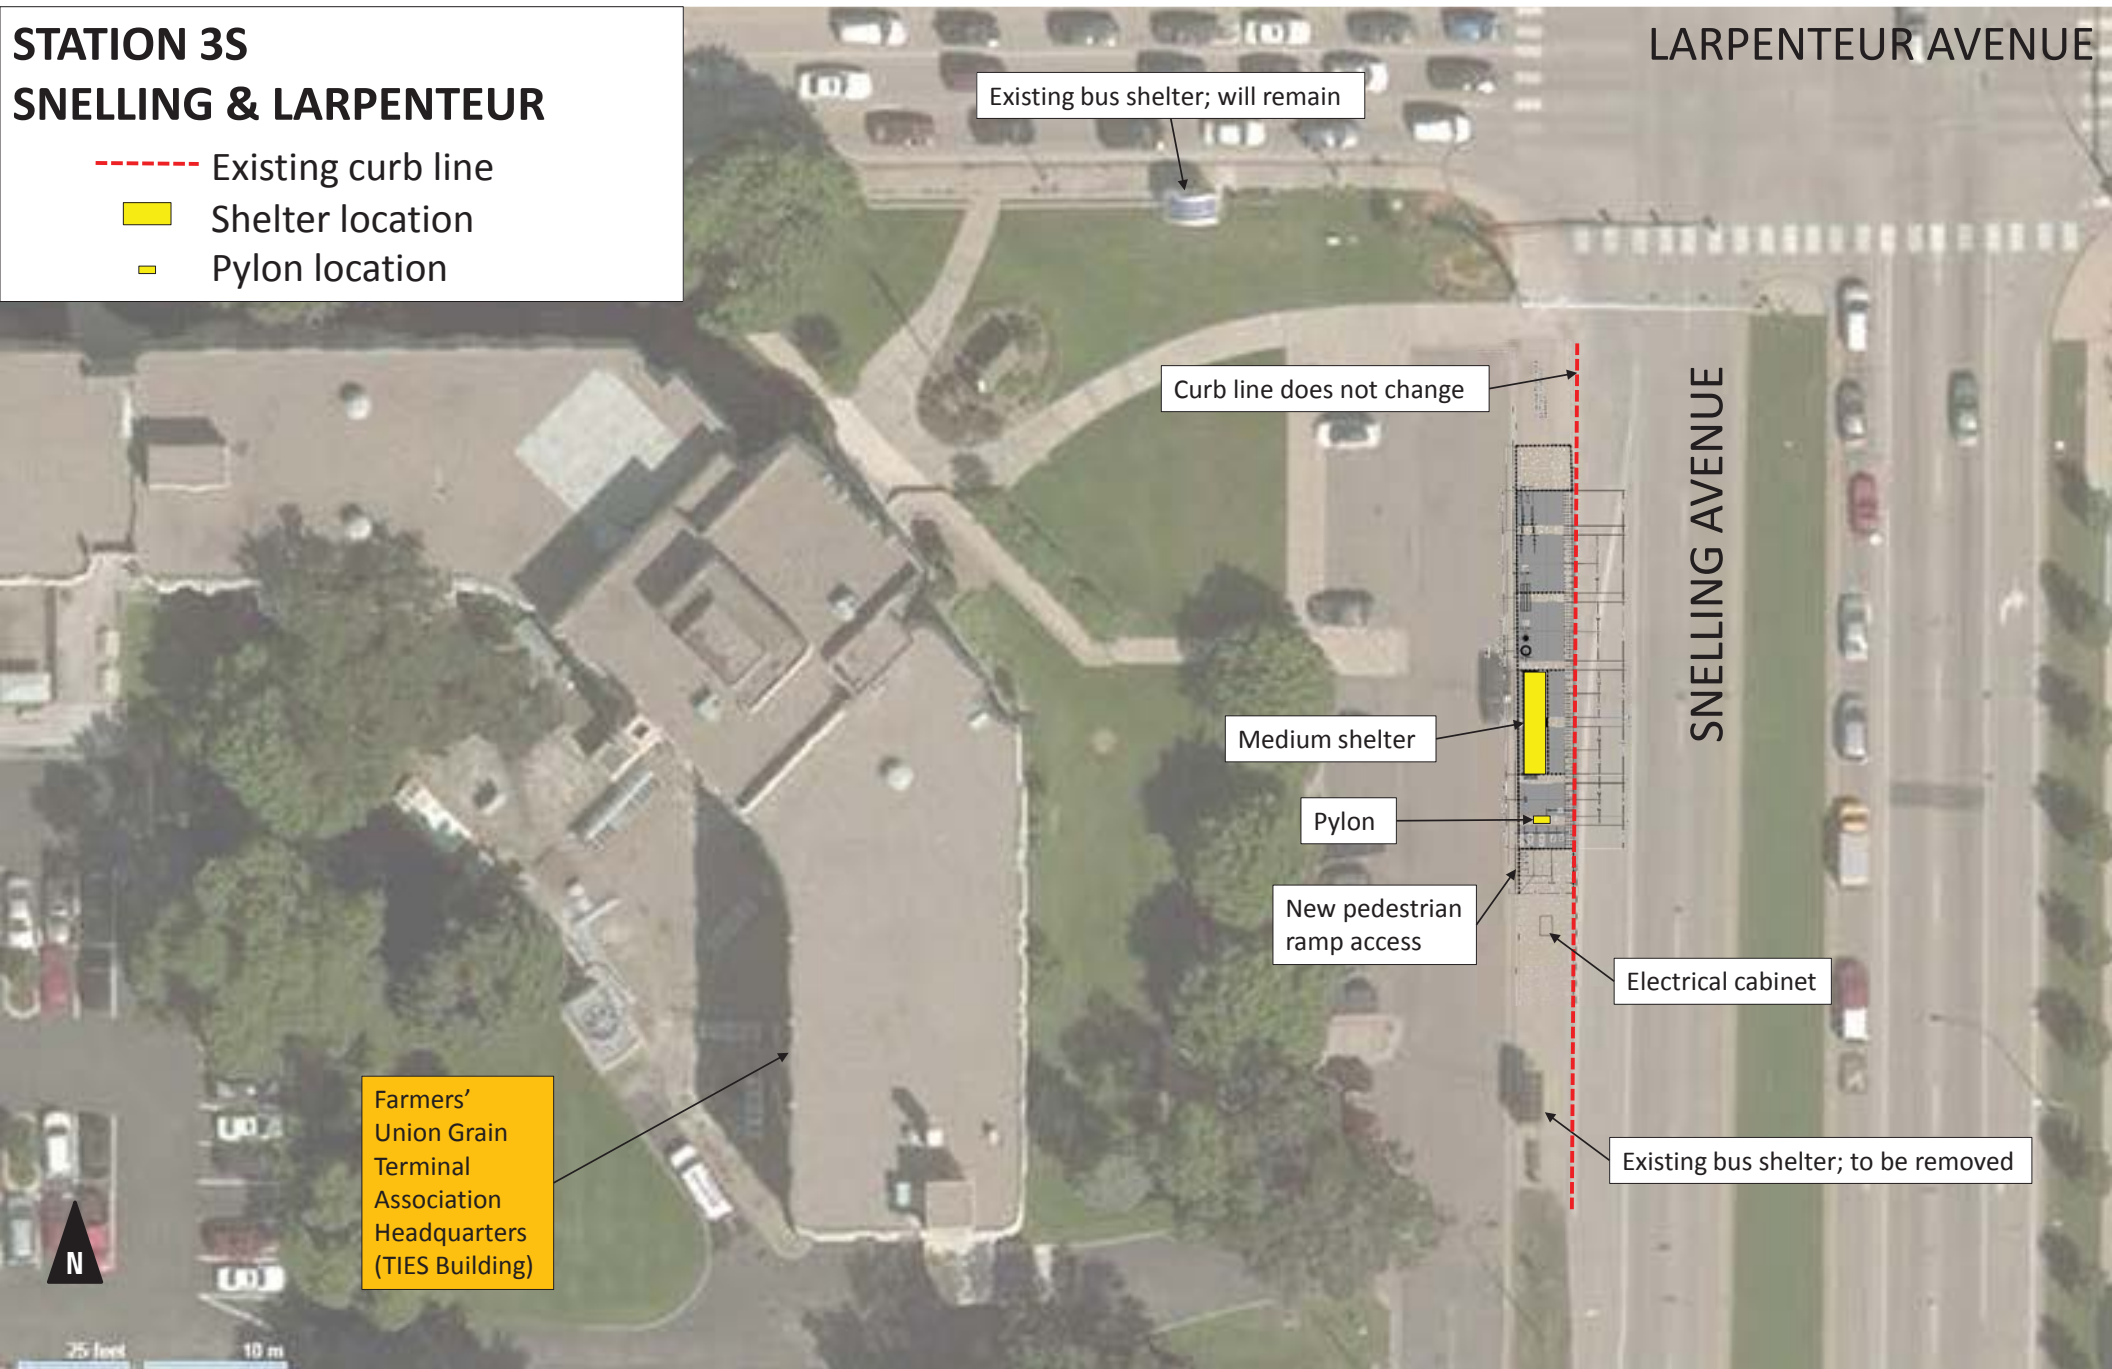 STATION 3S
SNELLING & LARPENTEUR
Existing curb line
Shelter location
Pylon location
LARPENTEUR AVENUE
Existing bus shelter; will remain
Curb line does not change
SNELLING AVENUE
Medium shelter
Pylon
New pedestrian
ramp access
Electrical cabinet
Existing bus shelter; to be removed
Farmers’
Union Grain
Terminal
Association
Headquarters
(TIES Building)
N
25 feet
10 m